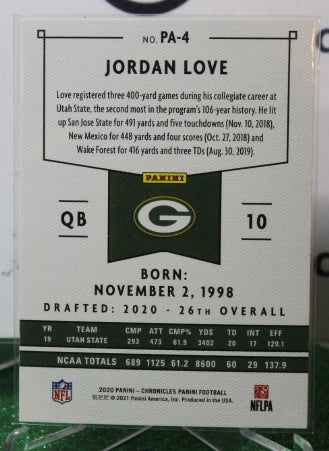 NO. PA-4
JORDAN LOVE
Love registered three 400-yard games during his collegiate career at
Utah State, the second most in the program's 106-year history. He lit
up San Jose State for 491 yards and five touchdowns (Nov. 10, 2018),
New Mexico for 448 yards and four scores (Oct. 27, 2018) and
Wake Forest for 416 yards and three TDs (Aug. 30, 2019).
PANINI
QB G 10
BORN:
NOVEMBER 2, 1998
DRAFTED: 2020 - 26TH OVERALL
YR TEAM CMP ATT CMP% YDS TD INT EFF
19 UTAH STATE 293 473 61.9 3402 20 17 129.1
NCAA TOTALS 689 1125 61.2 8600 60 29 137.9
NFL
2020 PANINI – CHRONICLES PANINI FOOTBALL
© 2021 Panini America, Inc. Produced in the USA.
NFLPA